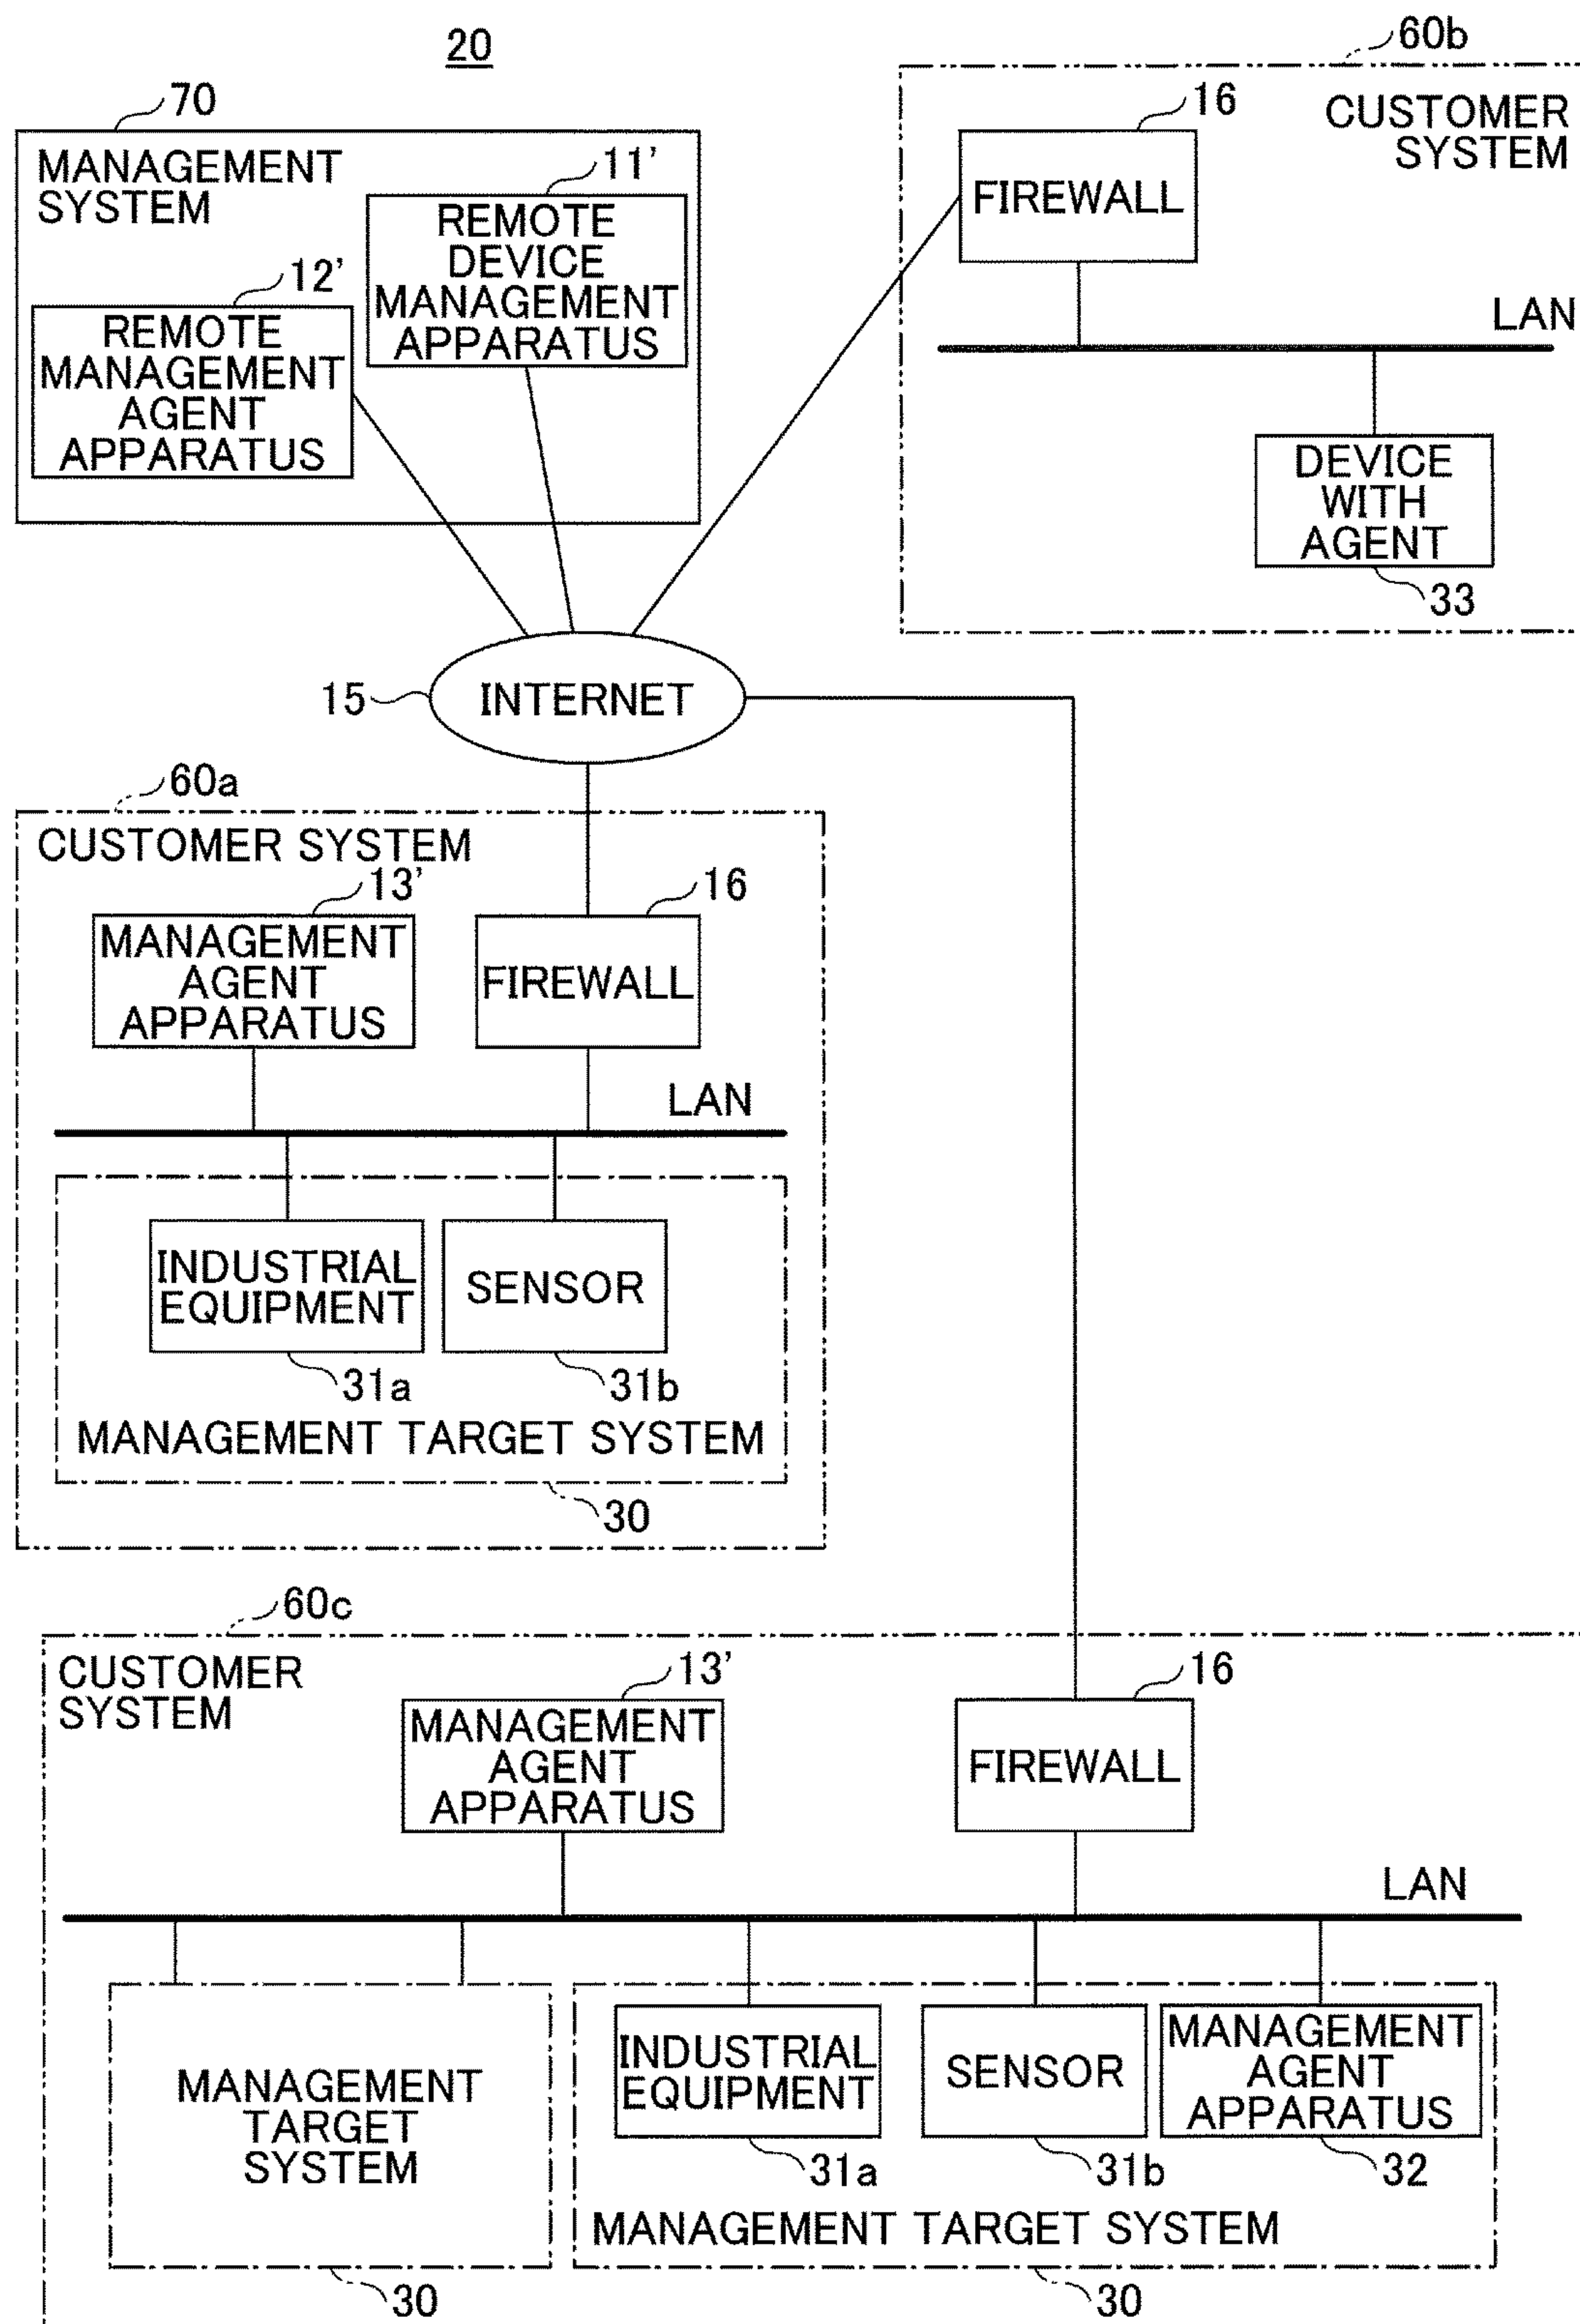 20
70
MANAGEMENT
SYSTEM
11'
REMOTE
DEVICE
MANAGEMENT
APPARATUS
12'
REMOTE
MANAGEMENT
AGENT
APPARATUS
60b
16
CUSTOMER
SYSTEM
FIREWALL
LAN
DEVICE
WITH
AGENT
33
15
INTERNET
60a
CUSTOMER SYSTEM
13'
MANAGEMENT
AGENT
APPARATUS
16
FIREWALL
LAN
INDUSTRIAL
EQUIPMENT
SENSOR
31a
31b
MANAGEMENT TARGET SYSTEM
30
60c
CUSTOMER
SYSTEM
13'
MANAGEMENT
AGENT
APPARATUS
16
FIREWALL
LAN
MANAGEMENT
TARGET
SYSTEM
30
INDUSTRIAL
EQUIPMENT
SENSOR
MANAGEMENT
AGENT
APPARATUS
31a
31b
32
MANAGEMENT TARGET SYSTEM
30